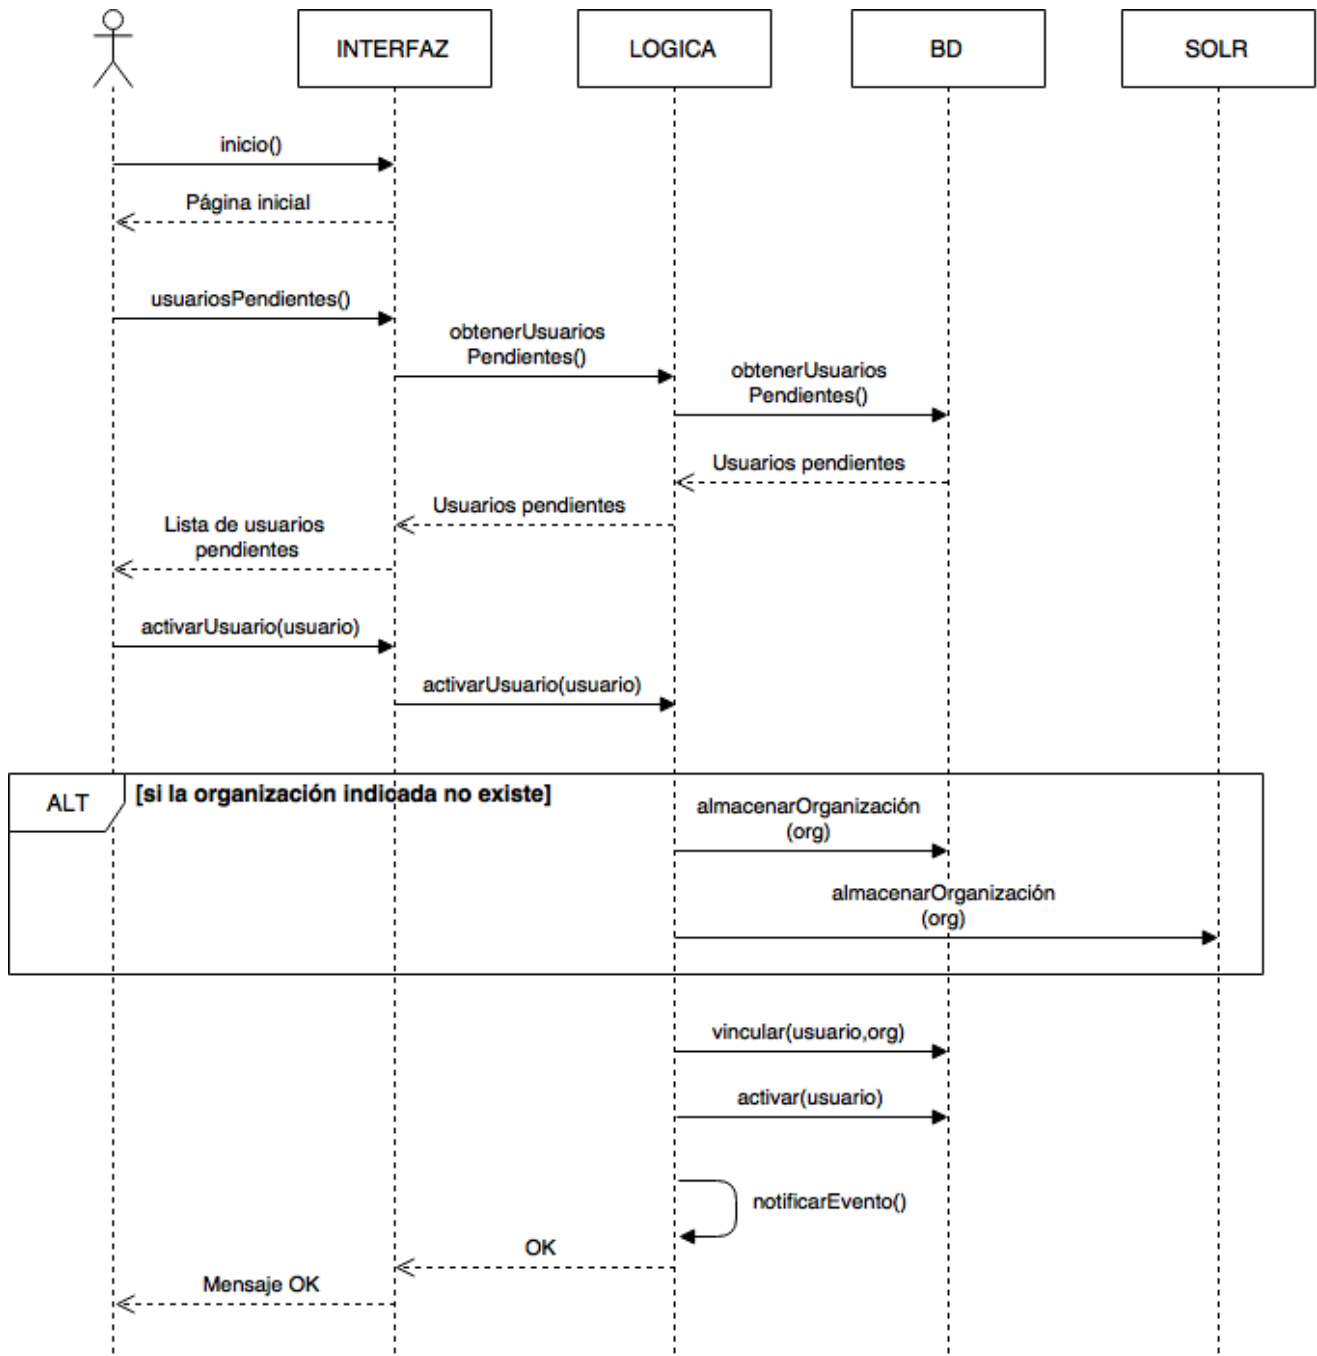 INTERFAZ
LOGICA
BD
SOLR
inicio()
Página inicial
usuariosPendientes()
obtenerUsuarios
Pendientes()
obtenerUsuarios
Pendientes()
Usuarios pendientes
Usuarios pendientes
Lista de usuarios
pendientes
activarUsuario(usuario)
activarUsuario(usuario)
ALT
[si la organización indicada no existe]
almacenarOrganización
(org)
almacenarOrganización
(org)
vincular(usuario,org)
activar(usuario)
notificarEvento()
OK
Mensaje OK